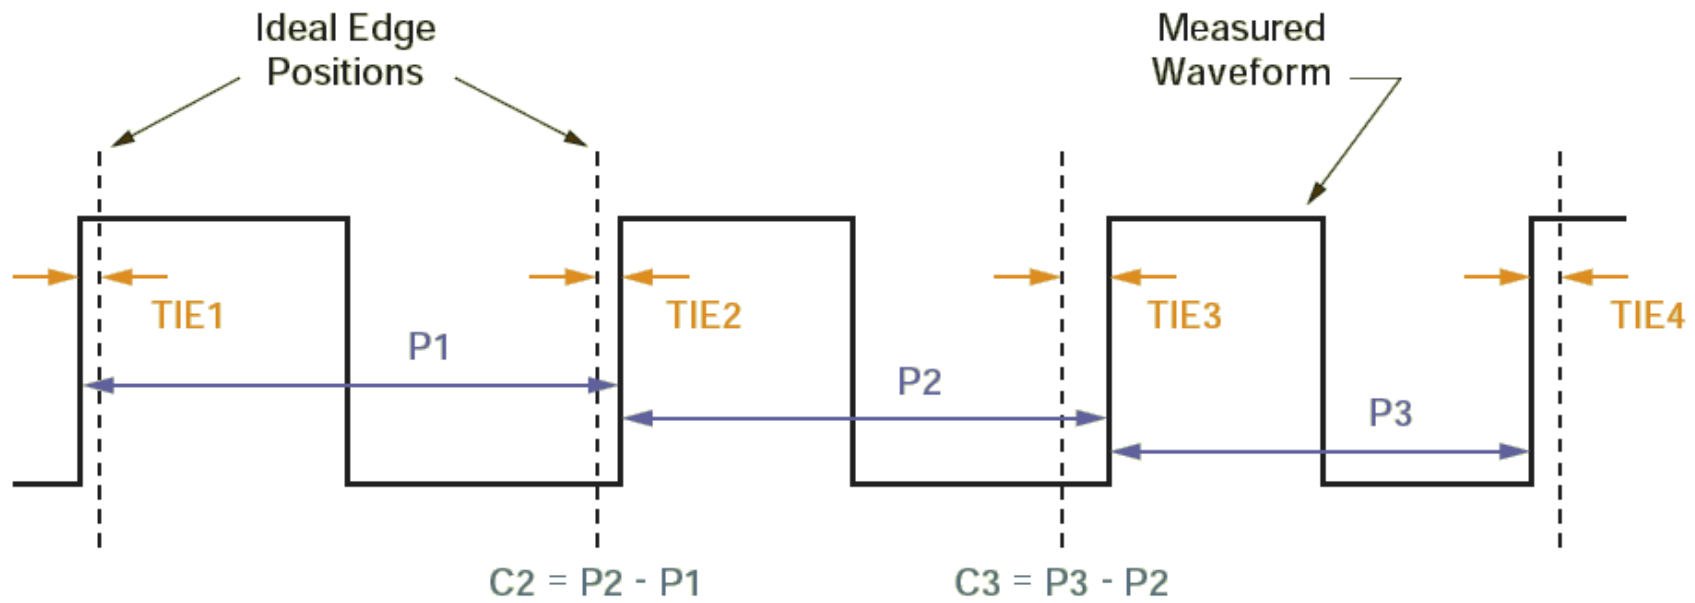 Ideal Edge
Positions
Measured
Waveform
TIE1
TIE2
TIE3
TIE4
P1
P2
P3
C2 = P2 - P1
C3 = P3 - P2